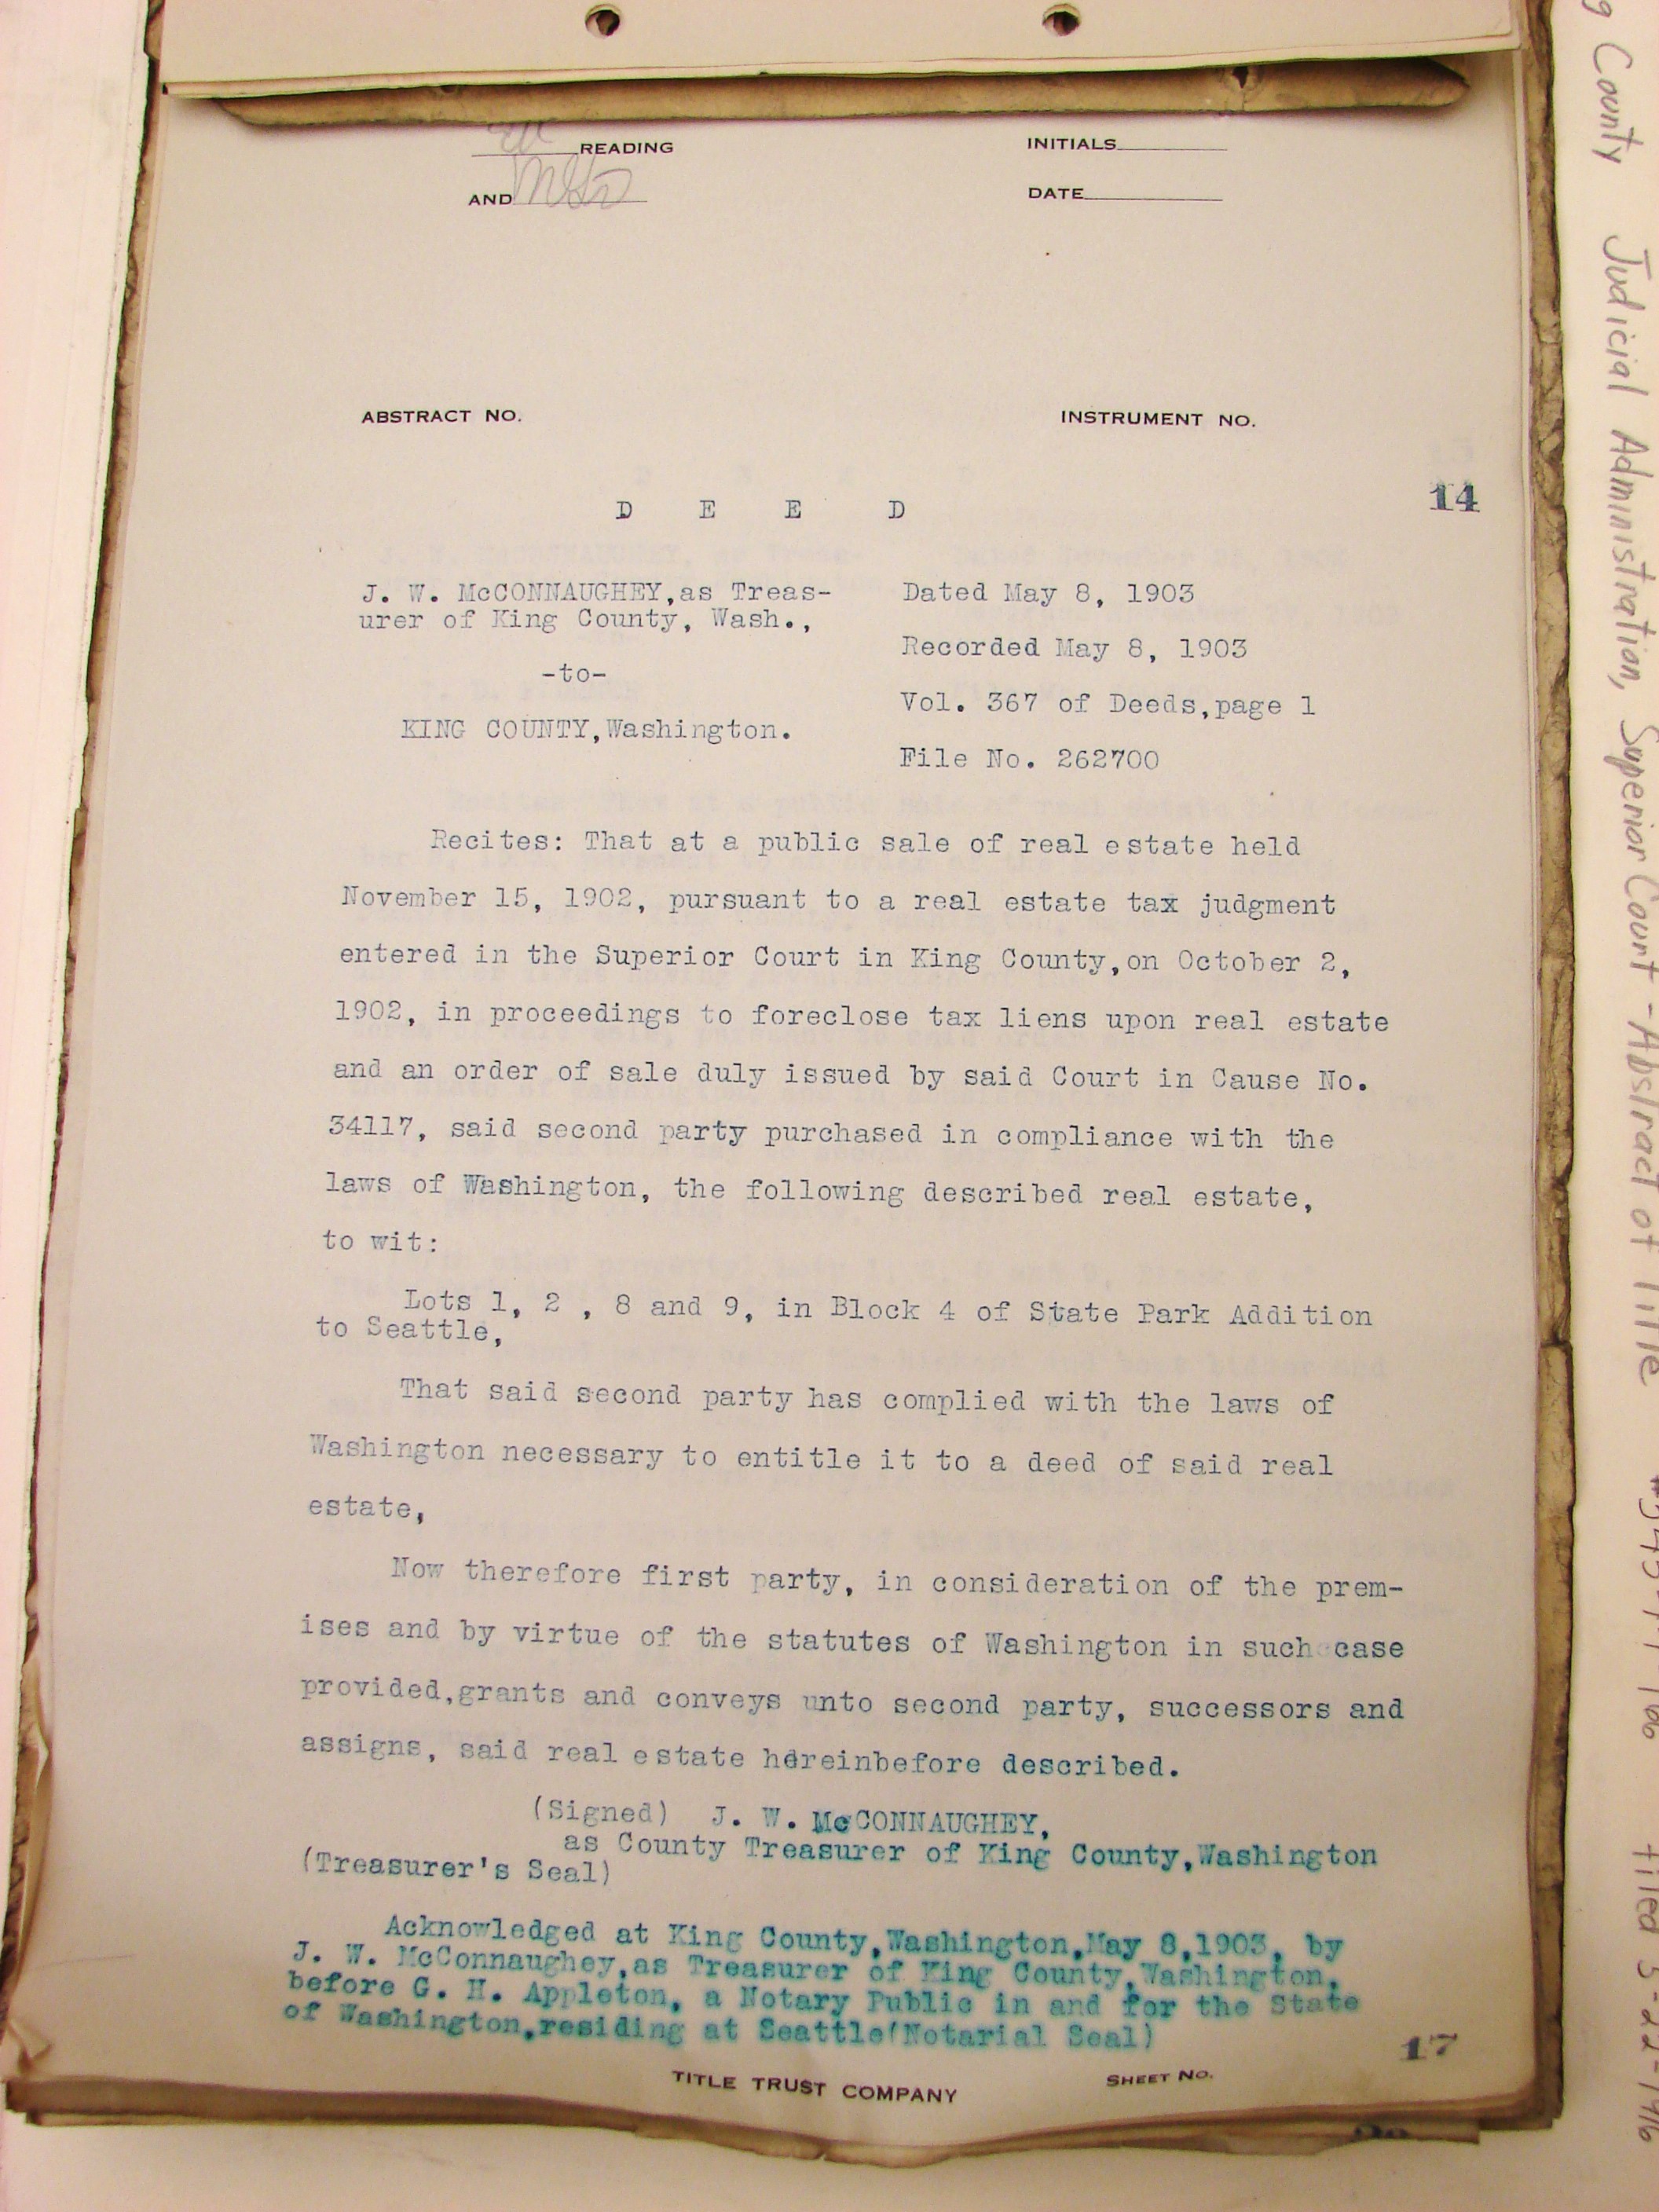 READING
INITIALS
AND
DATE
ABSTRACT NO.
INSTRUMENT NO.
14
D E E D
J. W. McCONNAUGHEY,as Treas-
urer of King County, Wash.,
-to-
KING COUNTY,Washington.
Dated May 8, 1903
Recorded May 8, 1903
Vol. 367 of Deeds,page 1
File No. 262700
Recites: That at a public sale of real estate held
November 15, 1902, pursuant to a real estate tax judgment
entered in the Superior Court in King County,on October 2,
1902, in proceedings to foreclose tax liens upon real estate
and an order of sale duly issued by said Court in Cause No.
34117, said second party purchased in compliance with the
laws of Washington, the following described real estate,
to wit:
Lots 1, 2 , 8 and 9, in Block 4 of State Park Addition
to Seattle,
That said second party has complied with the laws of
Washington necessary to entitle it to a deed of said real
estate,
Now therefore first party, in consideration of the prem-
ises and by virtue of the statutes of Washington in such case
provided,grants and conveys unto second party, successors and
assigns, said real estate hereinbefore described.
(Signed) J. W. McCONNAUGHEY,
as County Treasurer of King County,Washington
(Treasurer's Seal)
Acknowledged at King County,Washington,May 8,1903, by
J. W. McConnaughey,as Treasurer of King County,Washington,
before G. H. Appleton, a Notary Public in and for the State
of Washington,residing at Seattle(Notarial Seal)
17
TITLE TRUST COMPANY
SHEET NO.
County Judicial Administration, Superior Court - Abstract of Title filed 5-22-1916